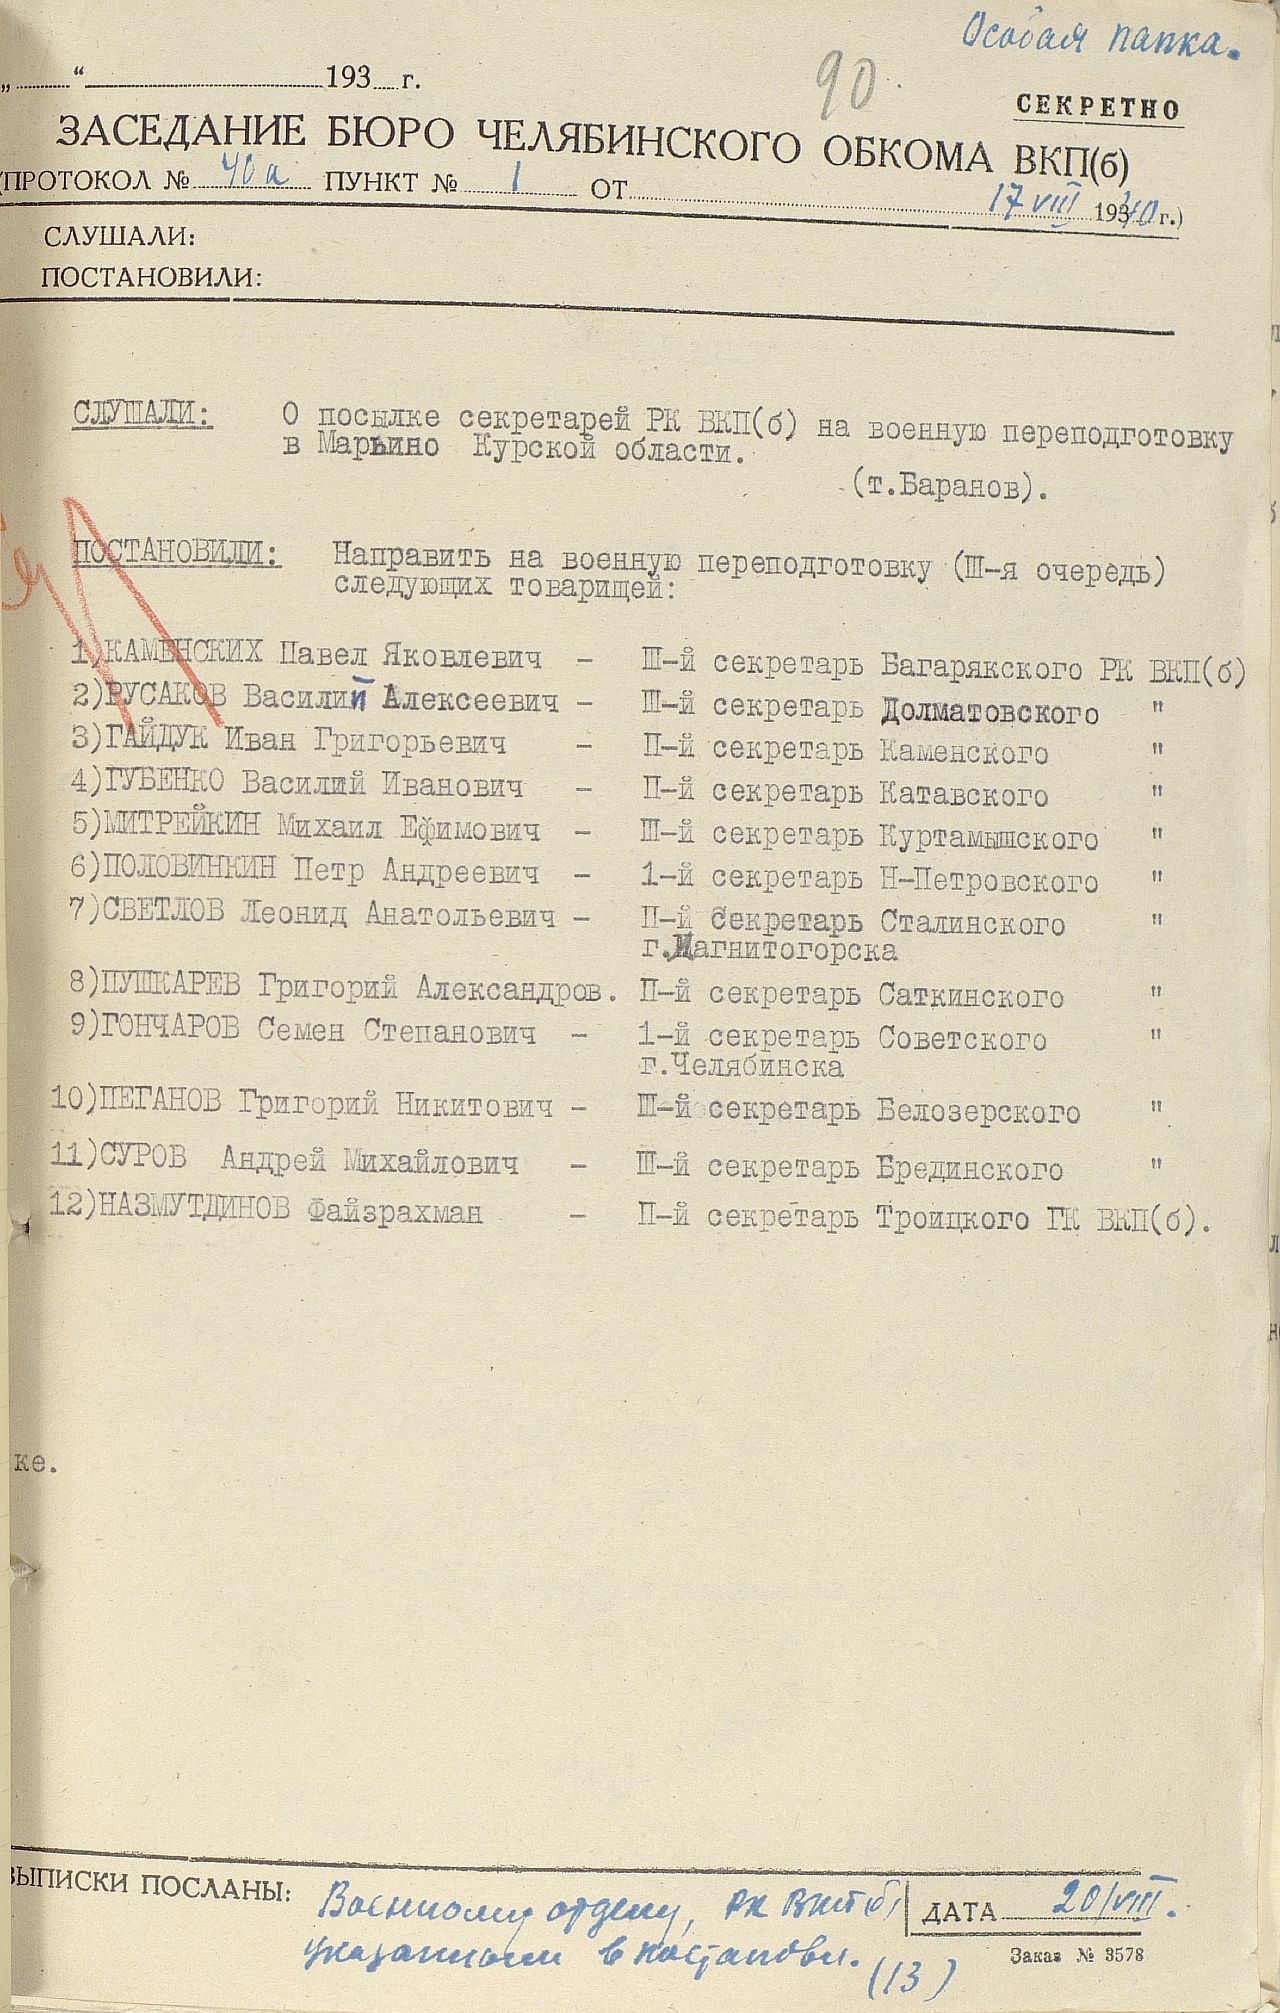 Особая папка.
„ “ 193 г.
90
СЕКРЕТНО
ЗАСЕДАНИЕ БЮРО ЧЕЛЯБИНСКОГО ОБКОМА ВКП(б)
(ПРОТОКОЛ № 40а ПУНКТ № 1 ОТ 17 VIII 1940 г.)
СЛУШАЛИ:
ПОСТАНОВИЛИ:
СЛУШАЛИ: О посылке секретарей РК ВКП(б) на военную переподготовку
в Марьино Курской области.
(т.Баранов).
ПОСТАНОВИЛИ: Направить на военную переподготовку (Ш-я очередь)
следующих товарищей:
1)КАМЕНСКИХ Павел Яковлевич - Ш-й секретарь Багарякского РК ВКП(б)
2)РУСАКОВ Василий Алексеевич - Ш-й секретарь Долматовского "
3)ГАЙДУК Иван Григорьевич - П-й секретарь Каменского "
4)ГУБЕНКО Василий Иванович - П-й секретарь Катавского "
5)МИТРЕЙКИН Михаил Ефимович - Ш-й секретарь Куртамышского "
6)ПОЛОВИНКИН Петр Андреевич - 1-й секретарь Н-Петровского "
7)СВЕТЛОВ Леонид Анатольевич - П-й Секретарь Сталинского "
г.Магнитогорска
8)ПУШКАРЕВ Григорий Александров. П-й секретарь Саткинского "
9)ГОНЧАРОВ Семен Степанович - 1-й секретарь Советского "
г.Челябинска
10)ПЕГАНОВ Григорий Никитович - Ш-й секретарь Белозерского "
11)СУРОВ Андрей Михайлович - Ш-й секретарь Брединского "
12)НАЗМУТДИНОВ Файзрахман - П-й секретарь Троицкого ГК ВКП(б).
ке.
ВЫПИСКИ ПОСЛАНЫ: Военному отделу, РК ВКП(б)
указанным в постановл. (13)
ДАТА 20/VIII.
Заказ № 3578